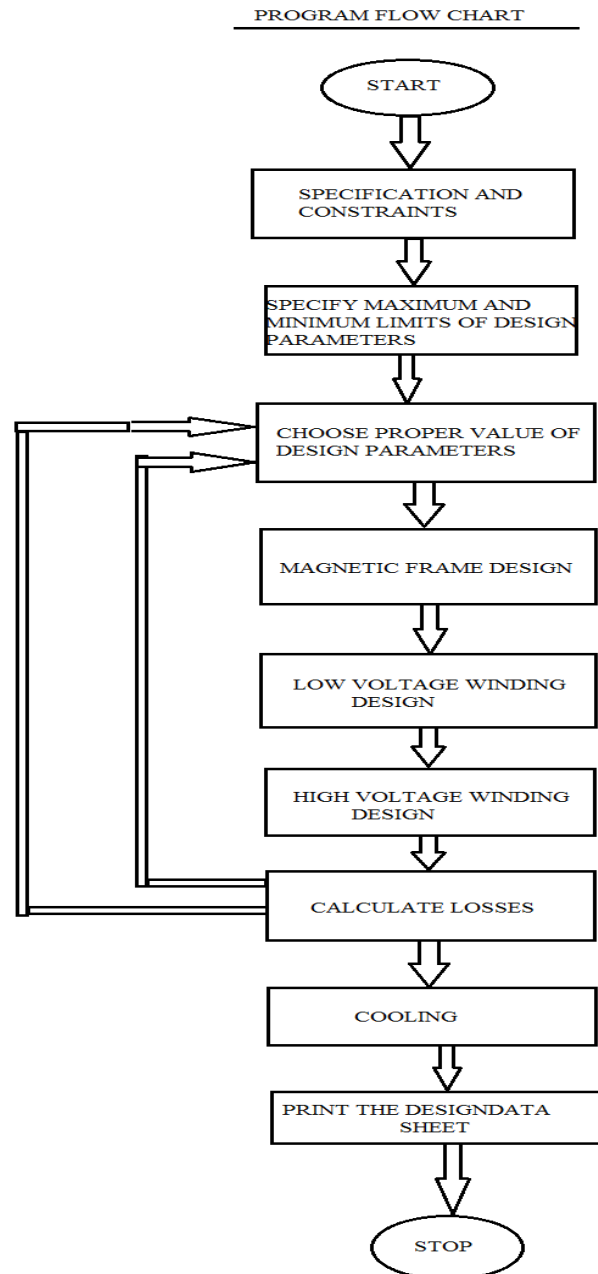 PROGRAM FLOW CHART
START
SPECIFICATION AND
CONSTRAINTS
SPECIFY MAXIMUM AND
MINIMUM LIMITS OF DESIGN
PARAMETERS
CHOOSE PROPER VALUE OF
DESIGN PARAMETERS
MAGNETIC FRAME DESIGN
LOW VOLTAGE WINDING
DESIGN
HIGH VOLTAGE WINDING
DESIGN
CALCULATE LOSSES
COOLING
PRINT THE DESIGNDATA
SHEET
STOP